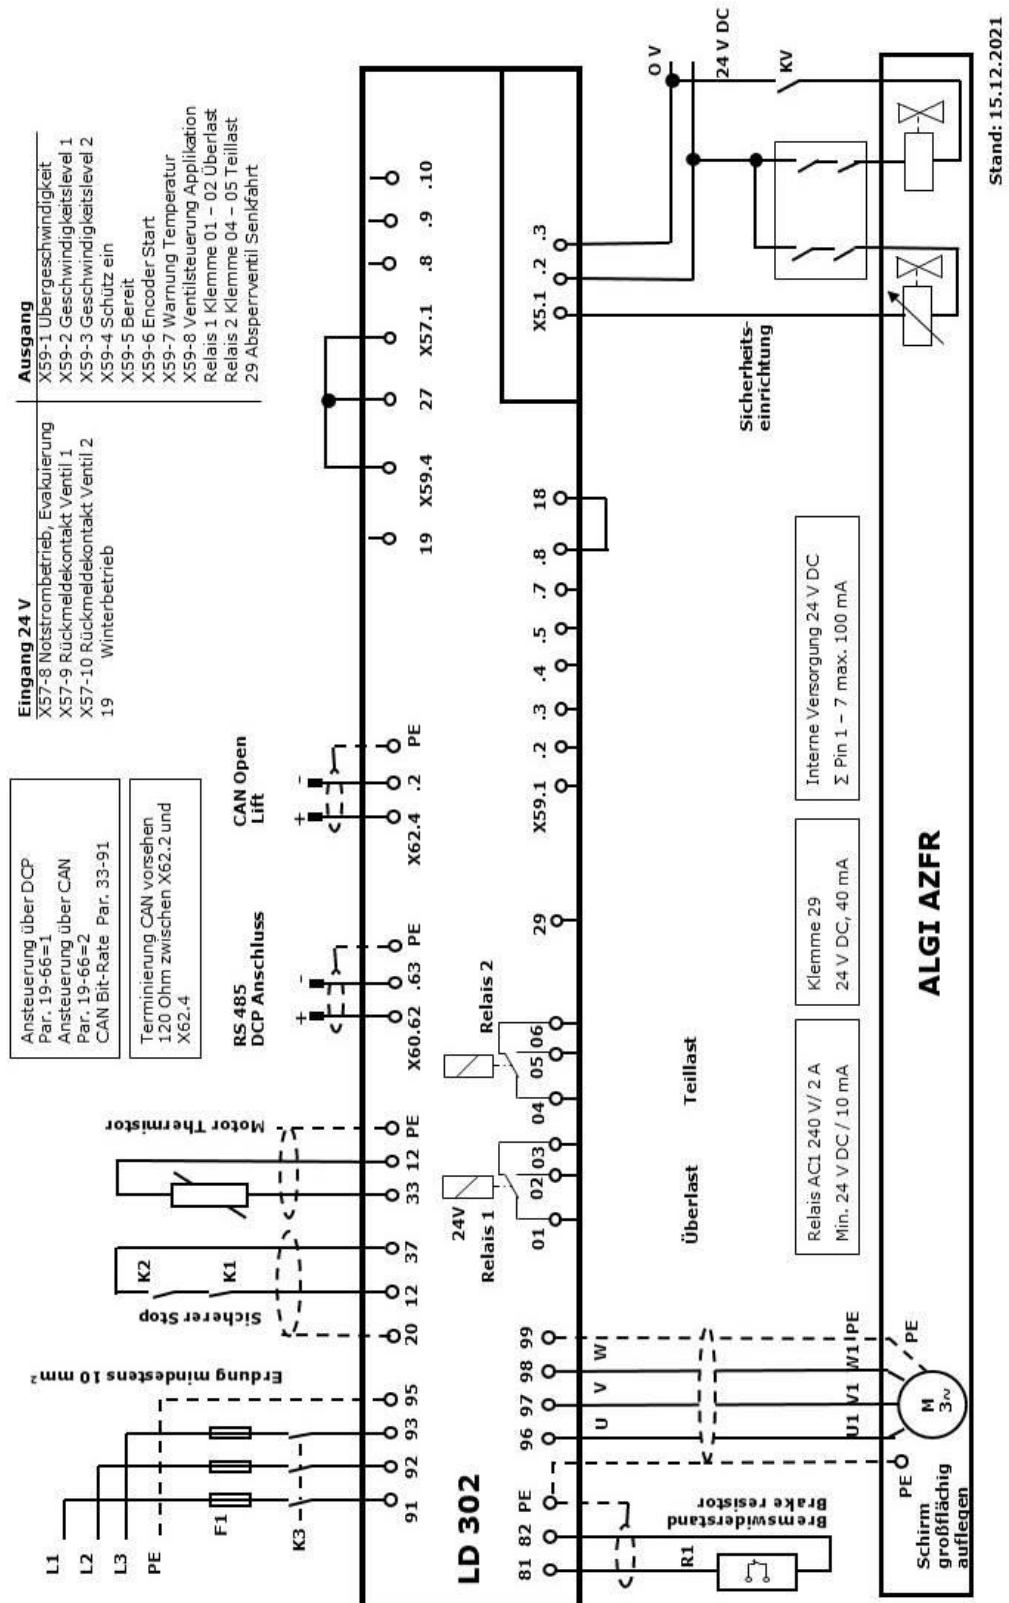 Ansteuerung über DCP
Par. 19-66=1
Ansteuerung über CAN
Par. 19-66=2
CAN Bit-Rate Par. 33-91
Terminierung CAN vorsehen
120 Ohm zwischen X62.2 und
X62.4
Eingang 24 V
X57-8 Notstrombetrieb, Evakuierung
X57-9 Rückmeldekontakt Ventil 1
X57-10 Rückmeldekontakt Ventil 2
19 Winterbetrieb
Ausgang
X59-1 Übergeschwindigkeit
X59-2 Geschwindigkeitslevel 1
X59-3 Geschwindigkeitslevel 2
X59-4 Schütz ein
X59-5 Bereit
X59-6 Encoder Start
X59-7 Warnung Temperatur
X59-8 Ventilsteuerung Applikation
Relais 1 Klemme 01 – 02 Überlast
Relais 2 Klemme 04 – 05 Teillast
29 Absperrventil Senkfahrt
L1
L2
L3
PE
F1
K3
Erdung mindestens 10 mm²
Sicherer Stop
K2
K1
Motor Thermistor
RS 485
DCP Anschluss
+ -
CAN Open
Lift
+ -
91 92 93 95 20 12 37 33 12 PE X60.62 .63 PE X62.4 .2 PE 19 X59.4 27 X57.1 .8 .9 .10
LD 302
24V
Relais 1
Relais 2
81 82 PE 96 97 98 99 01 02 03 04 05 06 29 X59.1 .2 .3 .4 .5 .7 .8 18 X5.1 .2 .3
U V W
R1
Bremswiderstand
Brake resistor
Überlast
Teillast
Sicherheits-
einrichtung
0 V
24 V DC
KV
Relais AC1 240 V/ 2 A
Min. 24 V DC / 10 mA
Klemme 29
24 V DC, 40 mA
Interne Versorgung 24 V DC
Σ Pin 1 – 7 max. 100 mA
U1 V1 W1 PE
PE
PE
M
3~
Schirm
großflächig
auflegen
ALGI AZFR
Stand: 15.12.2021